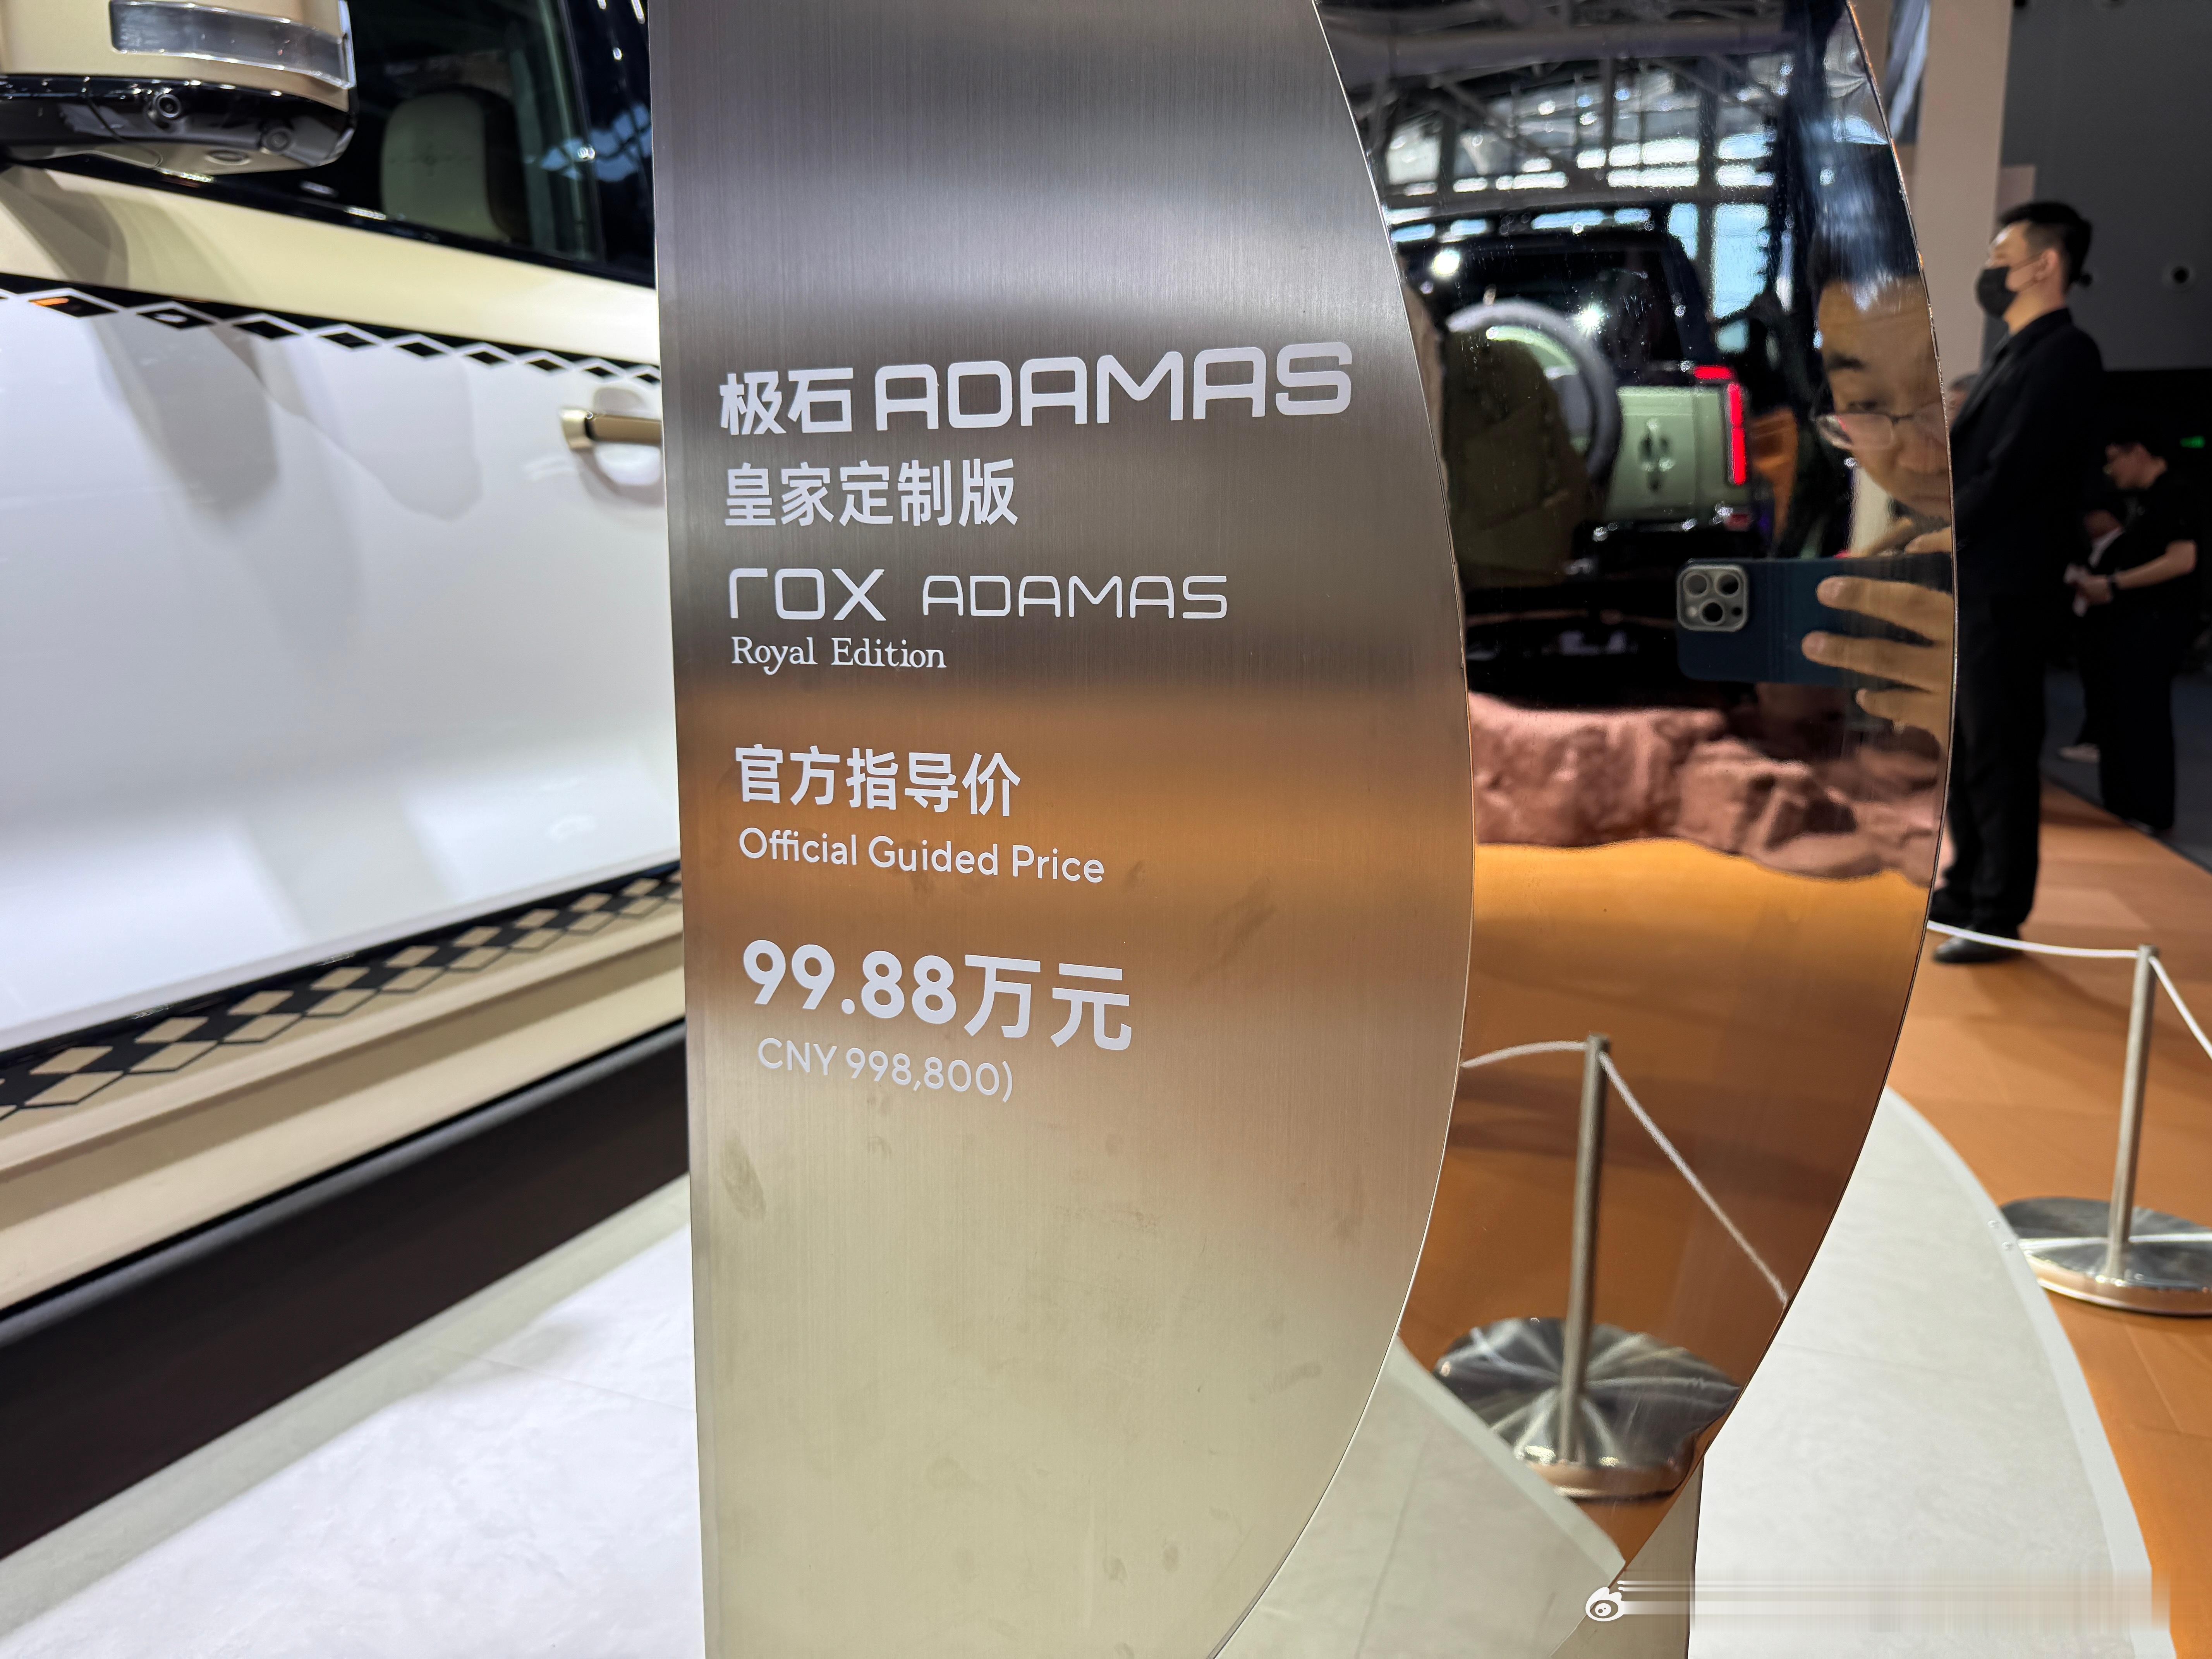 极石 ADAMAS
皇家定制版
rox ADAMAS
Royal Edition
官方指导价
Official Guided Price
99.88万元
CNY 998,800)